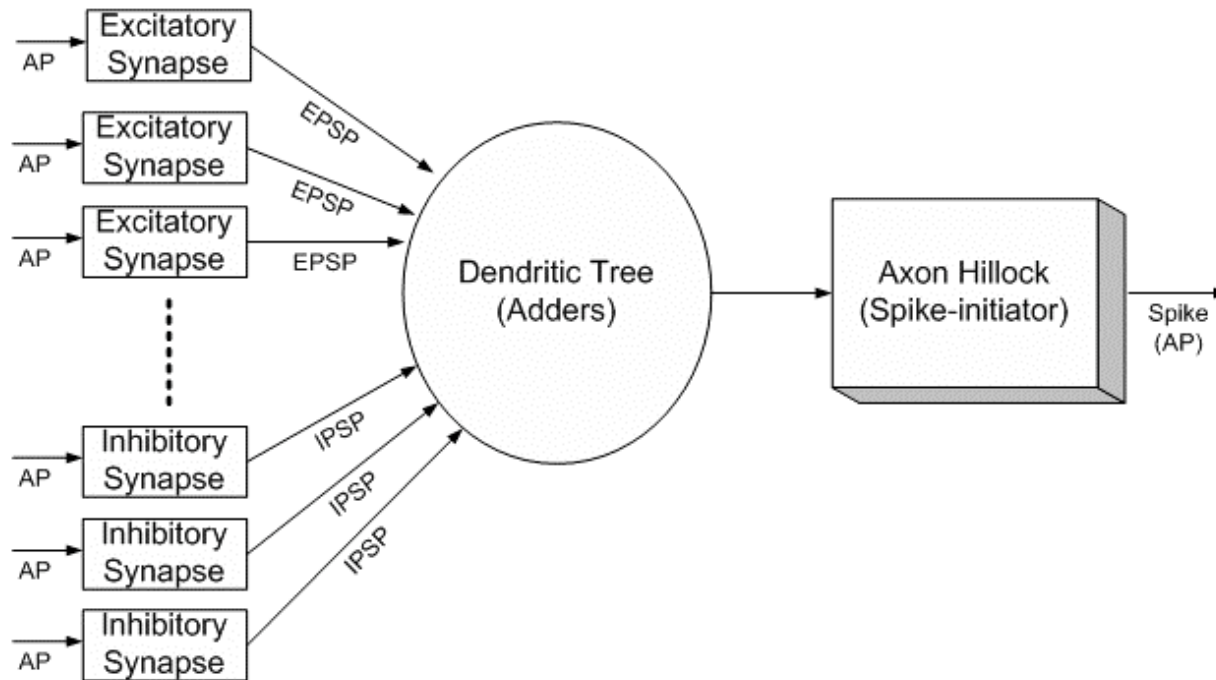 AP
Excitatory
Synapse
EPSP
AP
Excitatory
Synapse
EPSP
AP
Excitatory
Synapse
EPSP
Dendritic Tree
(Adders)
Axon Hillock
(Spike-initiator)
Spike
(AP)
AP
Inhibitory
Synapse
IPSP
AP
Inhibitory
Synapse
IPSP
AP
Inhibitory
Synapse
IPSP